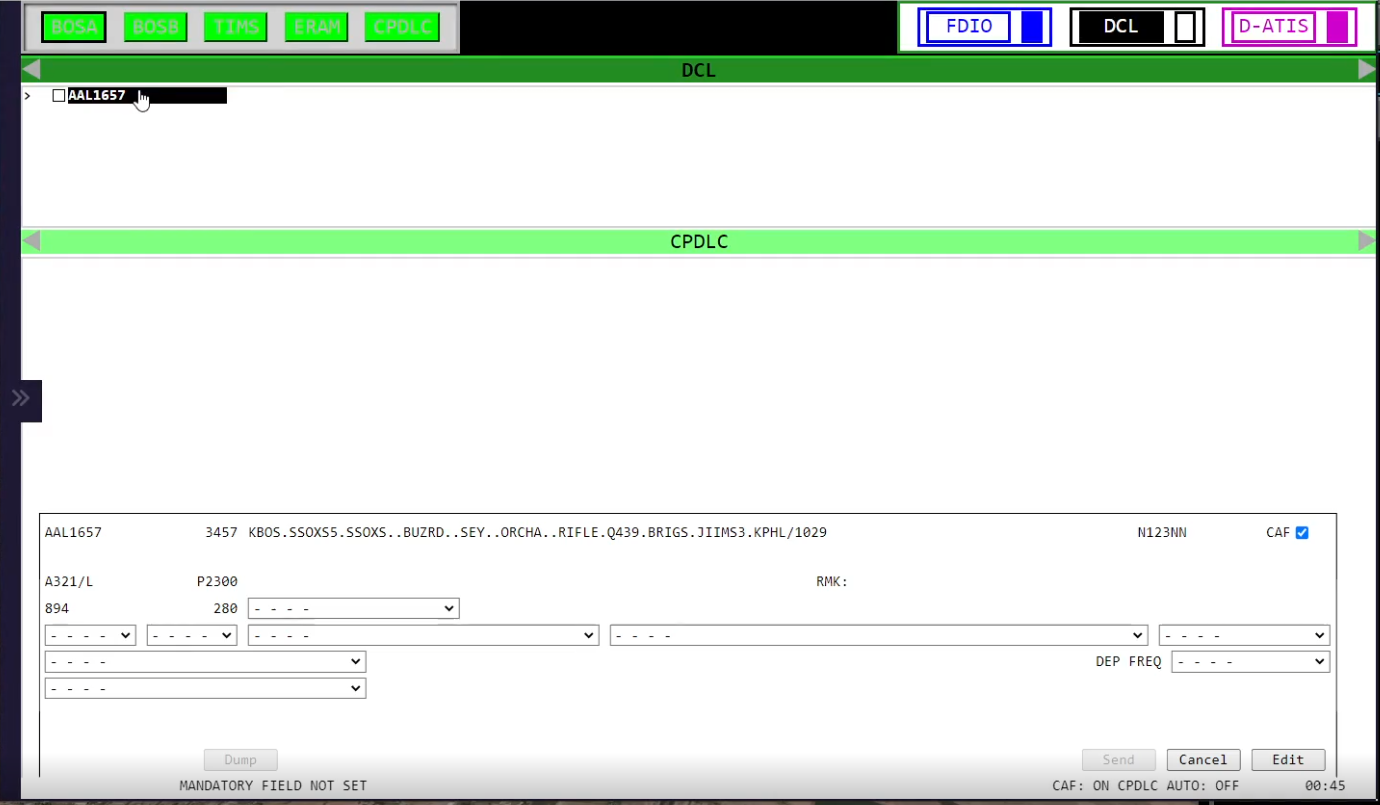 BOSA BOSB TIMS ERAM CPDLC FDIO DCL D-ATIS
DCL
> AAL1657
CPDLC
AAL1657 3457 KBOS.SSOXS5.SSOXS..BUZRD..SEY..ORCHA..RIFLE.Q439.BRIGS.JIIMS3.KPHL/1029 N123NN CAF
A321/L P2300 RMK:
894 280 - - - -
- - - - - - - - - - - - - - - - - - - -
- - - - DEP FREQ - - - -
- - - -
Dump Send Cancel Edit
MANDATORY FIELD NOT SET CAF: ON CPDLC AUTO: OFF 00:45